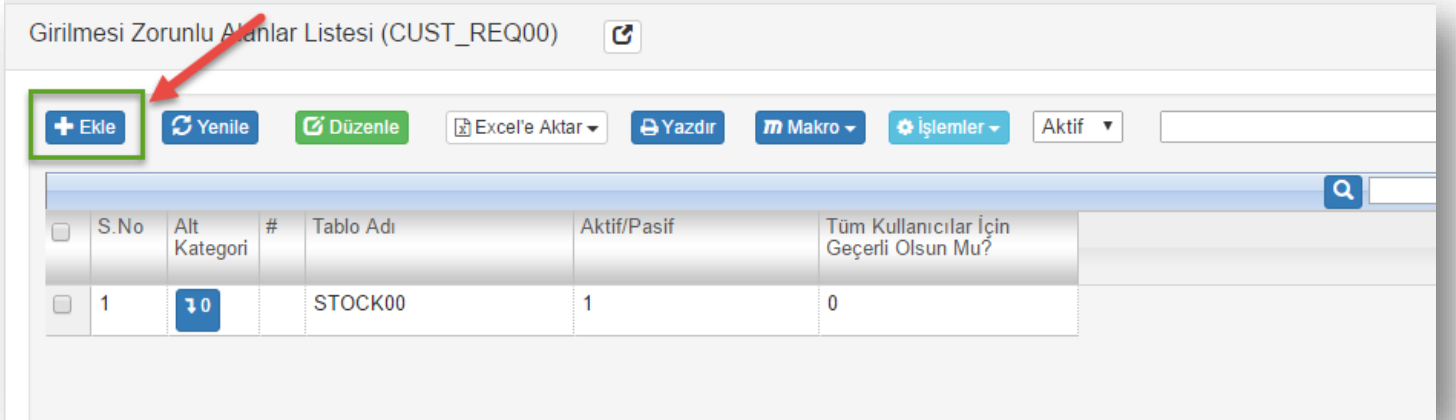 Girilmesi Zorunlu Alanlar Listesi (CUST_REQ00)
Ekle Yenile Düzenle Excel'e Aktar Yazdır m Makro İşlemler Aktif
S.No Alt Kategori # Tablo Adı Aktif/Pasif Tüm Kullanıcılar İçin Geçerli Olsun Mu?
1 0 STOCK00 1 0